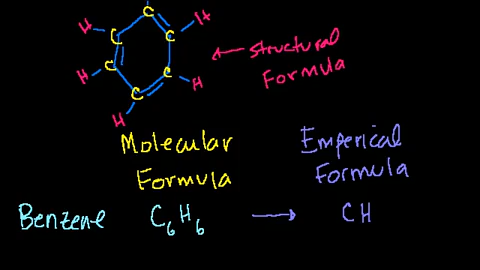 C
H
H
C
C
structural
C
C
H
H
Formula
C
H
Molecular
Emperical
Formula
Formula
Benzene C6H6 → CH